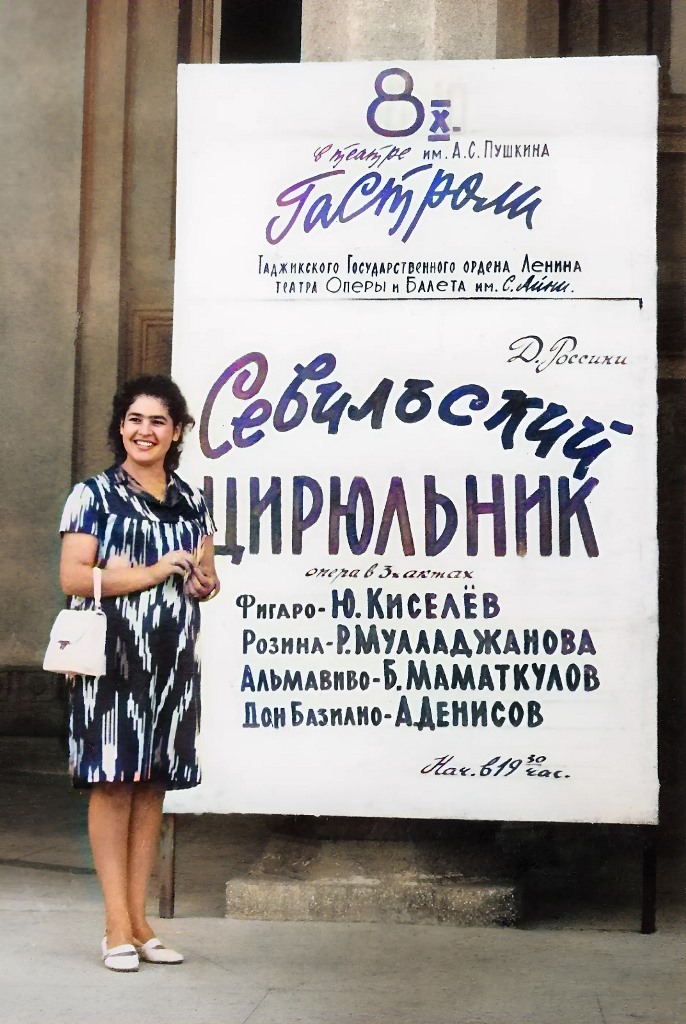 8 X.
в театре им. А.С. Пушкина
Гастроли
Таджикского Государственного ордена Ленина
театра Оперы и Балета им. С. Айни.
Д. Россини
Севильский
ЦИРЮЛЬНИК
опера в 3х актах
Фигаро-Ю. Киселёв
Розина-Р. Мулладжанова
Альмавиво-Б. Маматкулов
Дон Базилио-А. Денисов
Нач. в 19 30 час.